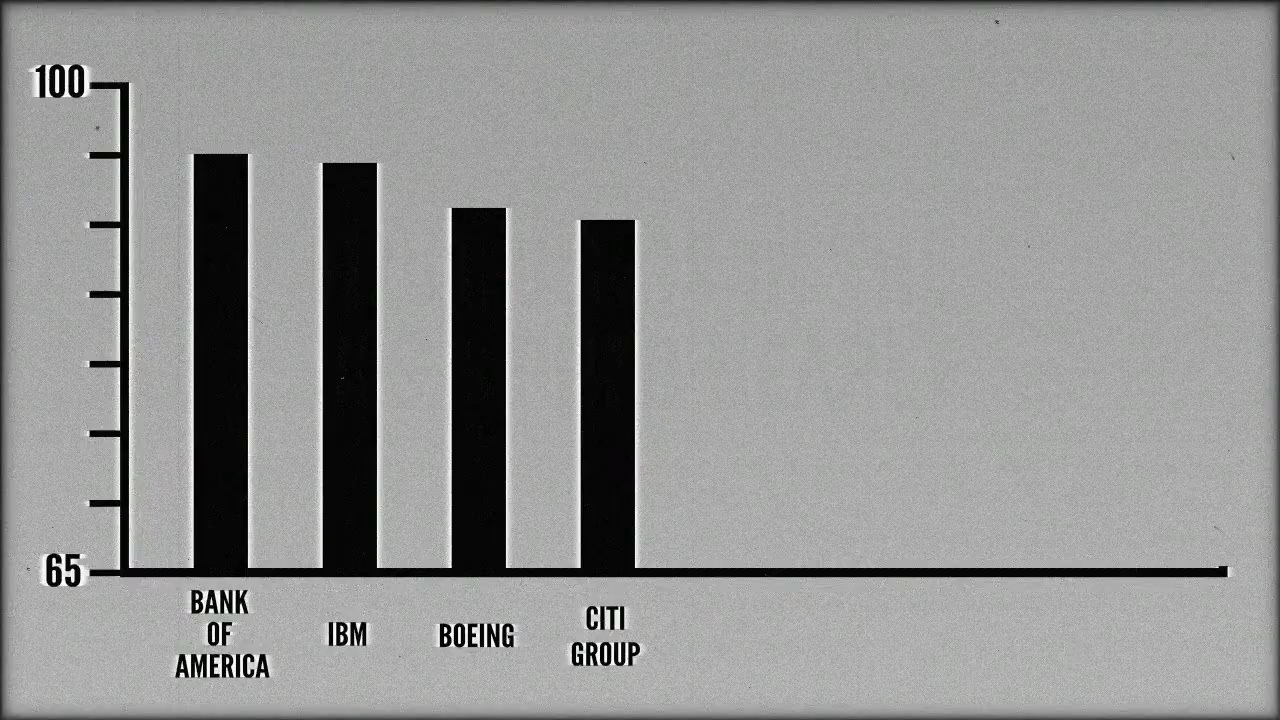 100
65
BANK
OF
AMERICA
IBM
BOEING
CITI
GROUP